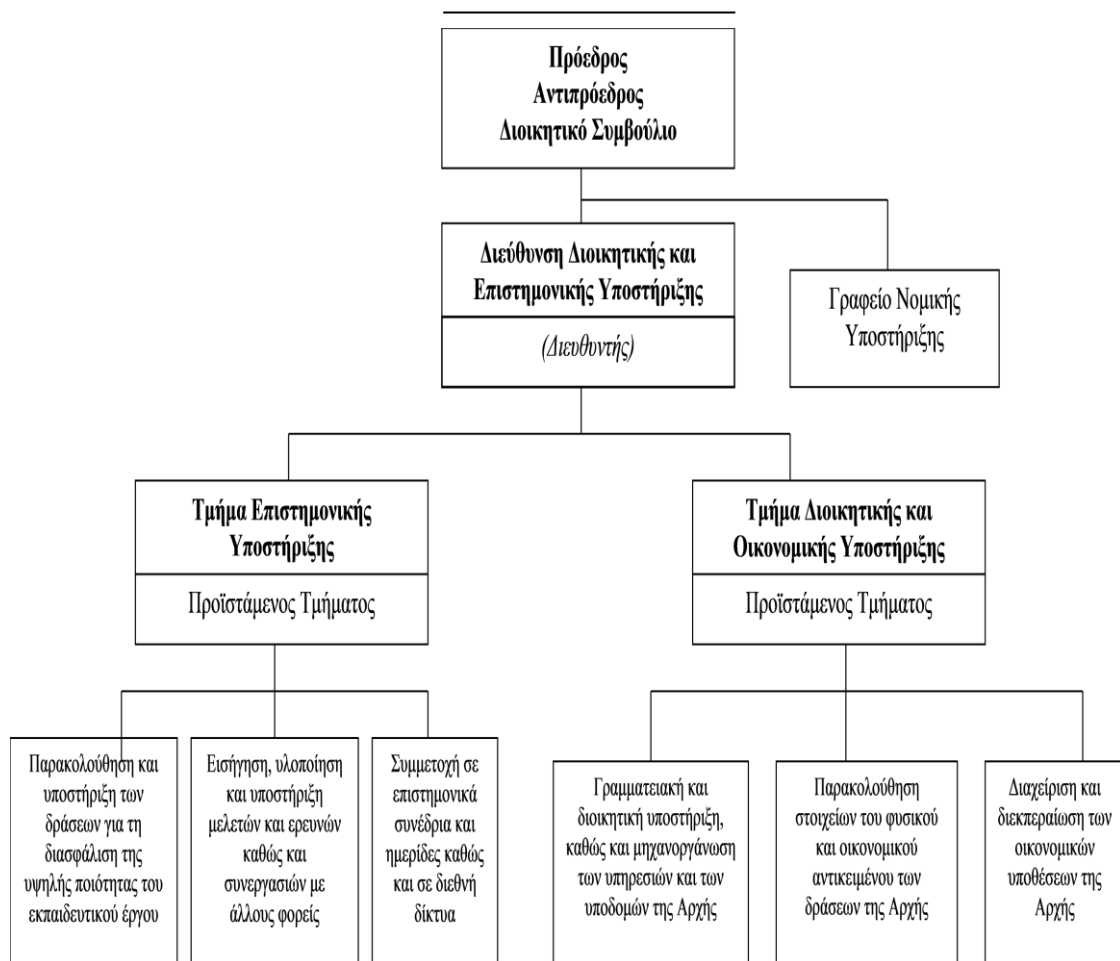 Πρόεδρος
Αντιπρόεδρος
Διοικητικό Συμβούλιο
Διεύθυνση Διοικητικής και
Επιστημονικής Υποστήριξης
(Διευθυντής)
Γραφείο Νομικής
Υποστήριξης
Τμήμα Επιστημονικής
Υποστήριξης
Προϊστάμενος Τμήματος
Τμήμα Διοικητικής και
Οικονομικής Υποστήριξης
Προϊστάμενος Τμήματος
Παρακολούθηση και
υποστήριξη των
δράσεων για τη
διασφάλιση της
υψηλής ποιότητας του
εκπαιδευτικού έργου
Εισήγηση, υλοποίηση
και υποστήριξη
μελετών και ερευνών
καθώς και
συνεργασιών με
άλλους φορείς
Συμμετοχή σε
επιστημονικά
συνέδρια και
ημερίδες καθώς
και σε διεθνή
δίκτυα
Γραμματειακή και
διοικητική υποστήριξη,
καθώς και μηχανοργάνωση
των υπηρεσιών και των
υποδομών της Αρχής
Παρακολούθηση
στοιχείων του φυσικού
και οικονομικού
αντικειμένου των
δράσεων της Αρχής
Διαχείριση και
διεκπεραίωση των
οικονομικών
υποθέσεων της
Αρχής